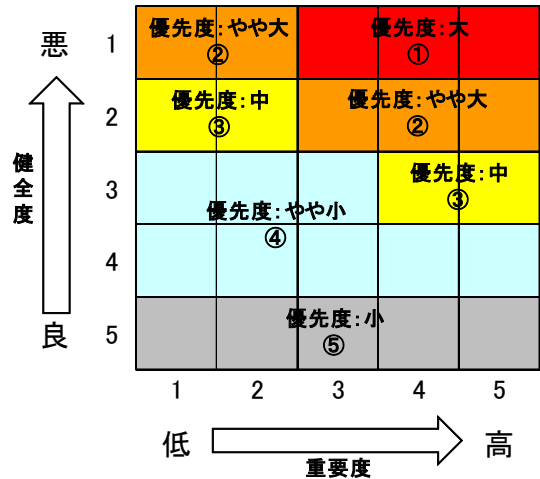 悪
1
優先度:やや大
②
優先度:大
①
2
優先度:中
③
優先度:やや大
②
健全度
3
優先度:中
③
優先度:やや小
④
4
良
5
優先度:小
⑤
1 2 3 4 5
低
高
重要度